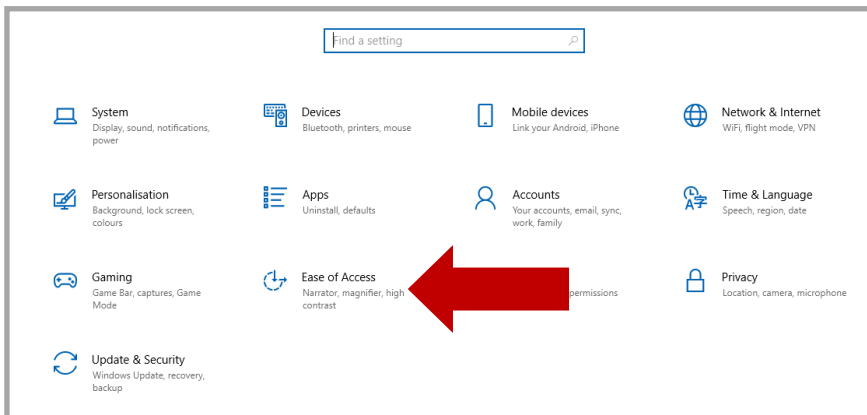 Find a setting
System
Display, sound, notifications,
power
Devices
Bluetooth, printers, mouse
Mobile devices
Link your Android, iPhone
Network & Internet
WiFi, flight mode, VPN
Personalisation
Background, lock screen,
colours
Apps
Uninstall, defaults
Accounts
Your accounts, email, sync,
work, family
Time & Language
Speech, region, date
Gaming
Game Bar, captures, Game
Mode
Ease of Access
Narrator, magnifier, high
contrast
permissions
Privacy
Location, camera, microphone
Update & Security
Windows Update, recovery,
backup